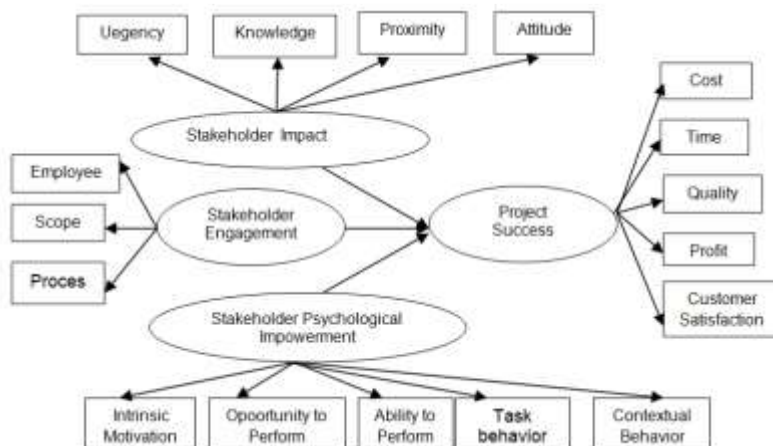 Uegency
Knowledge
Proximity
Attitude
Cost
Stakeholder Impact
Time
Employee
Stakeholder
Engagement
Project
Success
Quality
Scope
Profit
Proces
Stakeholder Psychological
Impowerment
Customer
Satisfaction
Intrinsic
Motivation
Opoortunity to
Perform
Ability to
Perform
Task
behavior
Contextual
Behavior